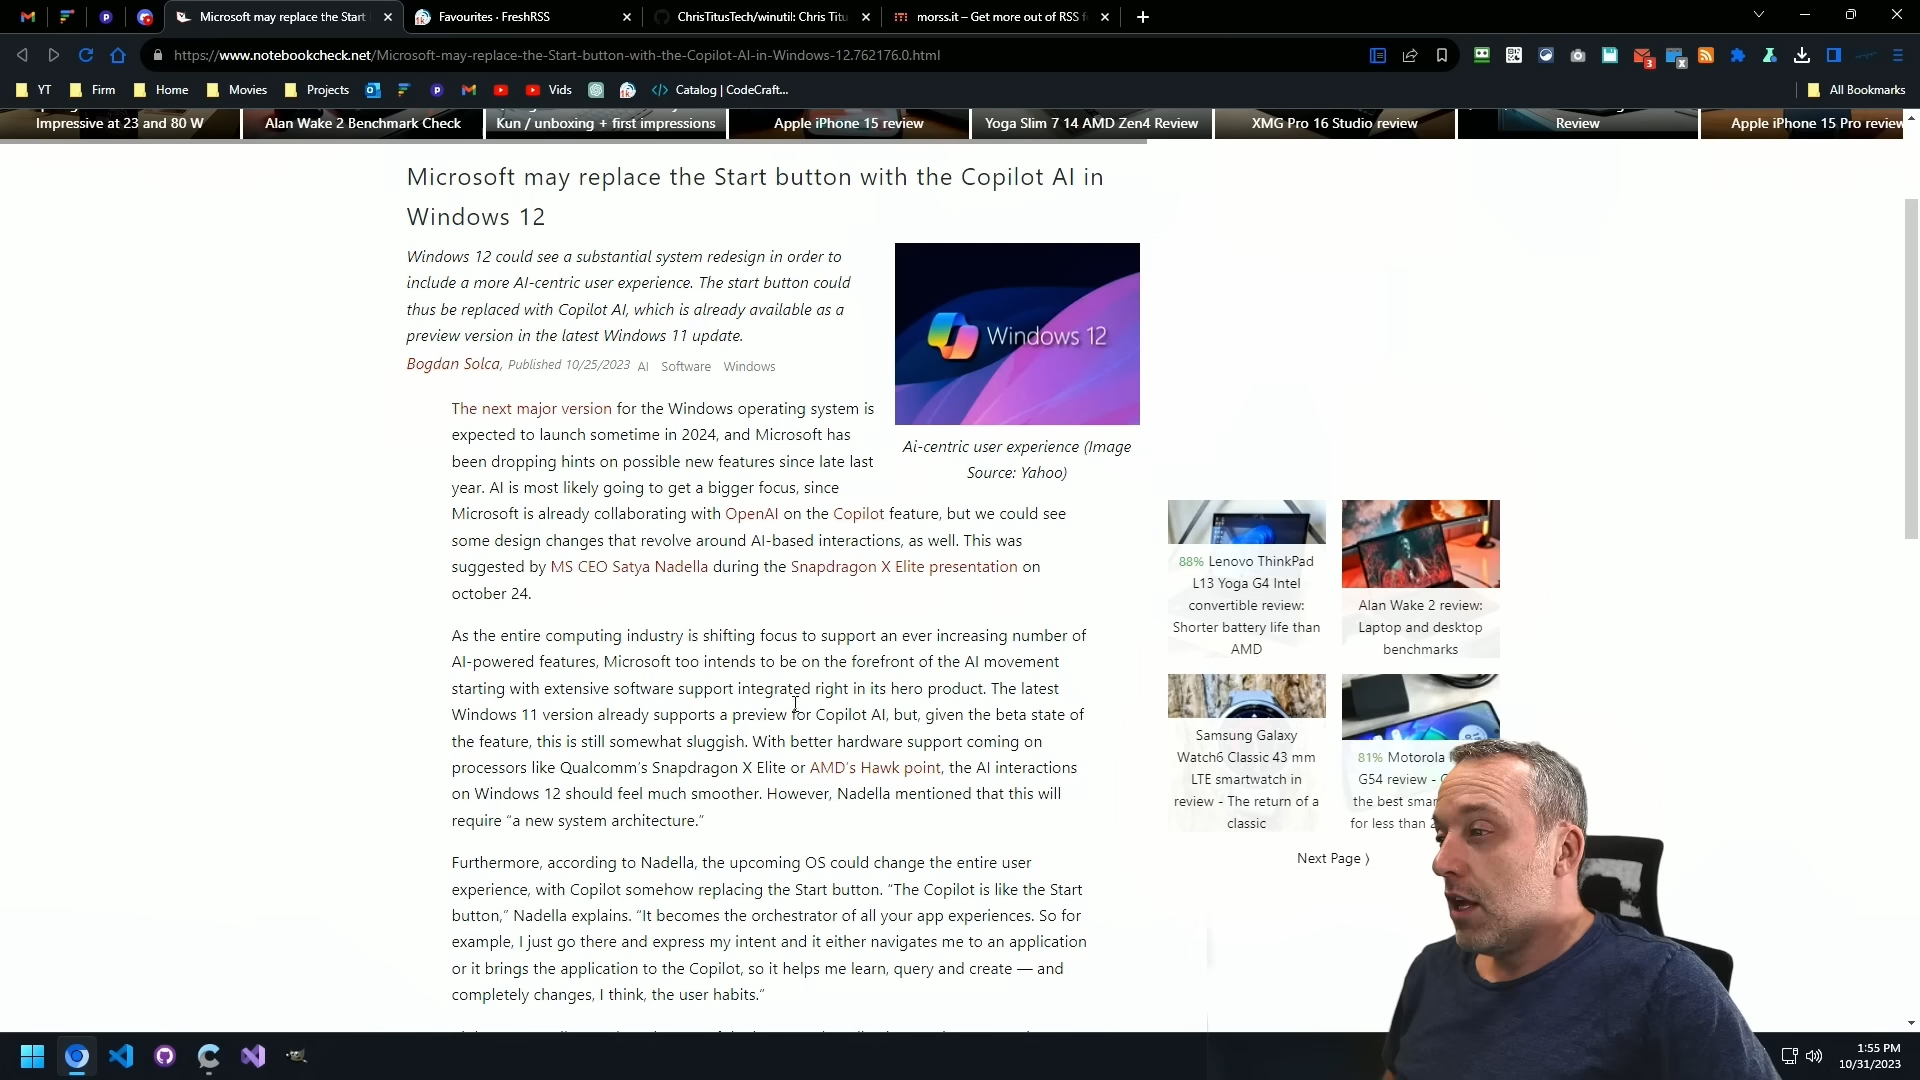 Microsoft may replace the Start
Favourites · FreshRSS
ChrisTitusTech/winutil: Chris Titu
morss.it – Get more out of RSS f
https://www.notebookcheck.net/Microsoft-may-replace-the-Start-button-with-the-Copilot-AI-in-Windows-12.762176.0.html
3
YT
Firm
Home
Movies
Projects
Vids
Catalog | CodeCraft...
All Bookmarks
Impressive at 23 and 80 W
Alan Wake 2 Benchmark Check
Kun / unboxing + first impressions
Apple iPhone 15 review
Yoga Slim 7 14 AMD Zen4 Review
XMG Pro 16 Studio review
Review
Apple iPhone 15 Pro review
Microsoft may replace the Start button with the Copilot AI in
Windows 12
Windows 12 could see a substantial system redesign in order to
include a more AI-centric user experience. The start button could
thus be replaced with Copilot AI, which is already available as a
preview version in the latest Windows 11 update.
Bogdan Solca, Published 10/25/2023 AI Software Windows
Windows 12
Ai-centric user experience (Image
Source: Yahoo)
The next major version for the Windows operating system is
expected to launch sometime in 2024, and Microsoft has
been dropping hints on possible new features since late last
year. AI is most likely going to get a bigger focus, since
Microsoft is already collaborating with OpenAI on the Copilot feature, but we could see
some design changes that revolve around AI-based interactions, as well. This was
suggested by MS CEO Satya Nadella during the Snapdragon X Elite presentation on
october 24.
As the entire computing industry is shifting focus to support an ever increasing number of
AI-powered features, Microsoft too intends to be on the forefront of the AI movement
starting with extensive software support integrated right in its hero product. The latest
Windows 11 version already supports a preview for Copilot AI, but, given the beta state of
the feature, this is still somewhat sluggish. With better hardware support coming on
processors like Qualcomm's Snapdragon X Elite or AMD's Hawk point, the AI interactions
on Windows 12 should feel much smoother. However, Nadella mentioned that this will
require “a new system architecture.”
Furthermore, according to Nadella, the upcoming OS could change the entire user
experience, with Copilot somehow replacing the Start button. “The Copilot is like the Start
button,” Nadella explains. “It becomes the orchestrator of all your app experiences. So for
example, I just go there and express my intent and it either navigates me to an application
or it brings the application to the Copilot, so it helps me learn, query and create — and
completely changes, I think, the user habits.”
88% Lenovo ThinkPad
L13 Yoga G4 Intel
convertible review:
Shorter battery life than
AMD
Alan Wake 2 review:
Laptop and desktop
benchmarks
Samsung Galaxy
Watch6 Classic 43 mm
LTE smartwatch in
review - The return of a
classic
81% Motorola
G54 review -
the best smar
for less than
Next Page ⟩
1:55 PM
10/31/2023